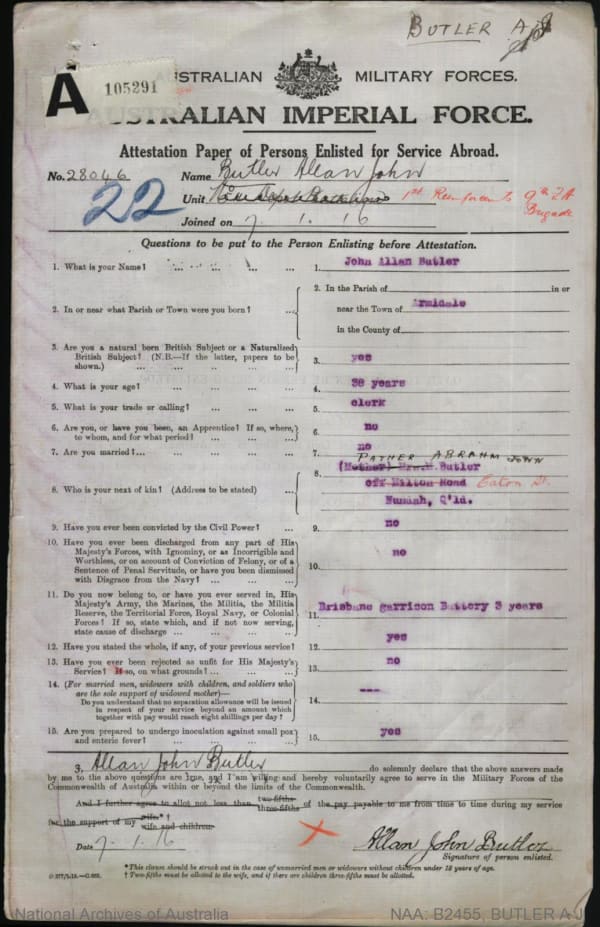 BUTLER A J
A
105291
AUSTRALIAN MILITARY FORCES.
AUSTRALIAN IMPERIAL FORCE.
Attestation Paper of Persons Enlisted for Service Abroad.
No. 28046 Name Butler Allan John
22
Unit 1st Reinforce to 9th FA Brigade
Joined on 7. 1. 16
Questions to be put to the Person Enlisting before Attestation.
1. What is your Name? ... ... ... 1. John Allan Butler
2. In or near what Parish or Town were you born? ... 2. In the Parish of in or
near the Town of Armidale
in the County of
3. Are you a natural born British Subject or a Naturalized
British Subject? (N.B.—If the latter, papers to be
shown.) ... ... ... ... 3. yes
4. What is your age? ... ... ... 4. 38 years
5. What is your trade or calling? ... ... ... 5. clerk
6. Are you, or have you been, an Apprentice? If so, where,
to whom, and for what period? ... ... ... 6. no
7. Are you married?... ... ... ... 7. no
8. Who is your next of kin? (Address to be stated) ... 8. FATHER ABRAHM JOHN
(Mother) Mrs. Butler
off Milton Road Eaton St.
Nundah, Q'ld.
9. Have you ever been convicted by the Civil Power? ... 9. no
10. Have you ever been discharged from any part of His
Majesty's Forces, with Ignominy, or as Incorrigible and
Worthless, or on account of Conviction of Felony, or of a
Sentence of Penal Servitude, or have you been dismissed
with Disgrace from the Navy? ... ... ... 10. no
11. Do you now belong to, or have you ever served in, His
Majesty's Army, the Marines, the Militia, the Militia
Reserve, the Territorial Force, Royal Navy, or Colonial
Forces? If so, state which, and if not now serving,
state cause of discharge ... ... ... 11. Brisbane garrison Battery 3 years
12. Have you stated the whole, if any, of your previous service? 12. yes
13. Have you ever been rejected as unfit for His Majesty's
Service? If so, on what grounds? ... ... ... 13. no
14. (For married men, widowers with children, and soldiers who
are the sole support of widowed mother)—
Do you understand that no separation allowance will be issued
in respect of your service beyond an amount which
together with pay would reach eight shillings per day? 14. ---
15. Are you prepared to undergo inoculation against small pox
and enteric fever? ... ... ... ... 15. yes
I, Allan John Butler do solemnly declare that the above answers made
by me to the above questions are true, and I am willing and hereby voluntarily agree to serve in the Military Forces of the
Commonwealth of Australia within or beyond the limits of the Commonwealth.
And I further agree to allot not less than two-fifths three-fifths of the pay payable to me from time to time during my service
for the support of my wife.*† wife and children.
Date 7. 1. 16 Allan John Butler
Signature of person enlisted.
* This clause should be struck out in the case of unmarried men or widowers without children under 18 years of age.
† Two-fifths must be allotted to the wife, and if there are children three-fifths must be allotted.
National Archives of Australia NAA: B2455, BUTLER A J